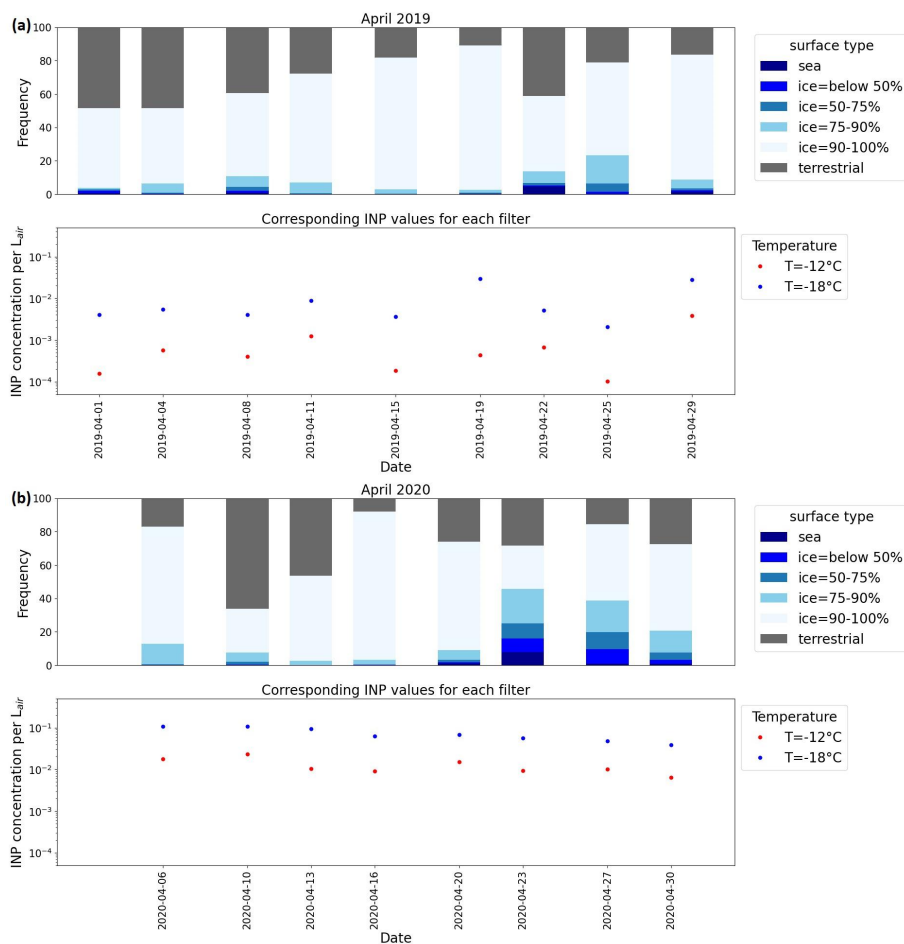 (a)
April 2019
100
80
60
40
20
0
Frequency
surface type
sea
ice=below 50%
ice=50-75%
ice=75-90%
ice=90-100%
terrestrial
Corresponding INP values for each filter
10⁻¹
10⁻²
10⁻³
10⁻⁴
INP concentration per L_air
Temperature
T=-12°C
T=-18°C
2019-04-01
2019-04-04
2019-04-08
2019-04-11
2019-04-15
2019-04-19
2019-04-22
2019-04-25
2019-04-29
Date
(b)
April 2020
100
80
60
40
20
0
Frequency
surface type
sea
ice=below 50%
ice=50-75%
ice=75-90%
ice=90-100%
terrestrial
Corresponding INP values for each filter
10⁻¹
10⁻²
10⁻³
10⁻⁴
INP concentration per L_air
Temperature
T=-12°C
T=-18°C
2020-04-06
2020-04-10
2020-04-13
2020-04-16
2020-04-20
2020-04-23
2020-04-27
2020-04-30
Date